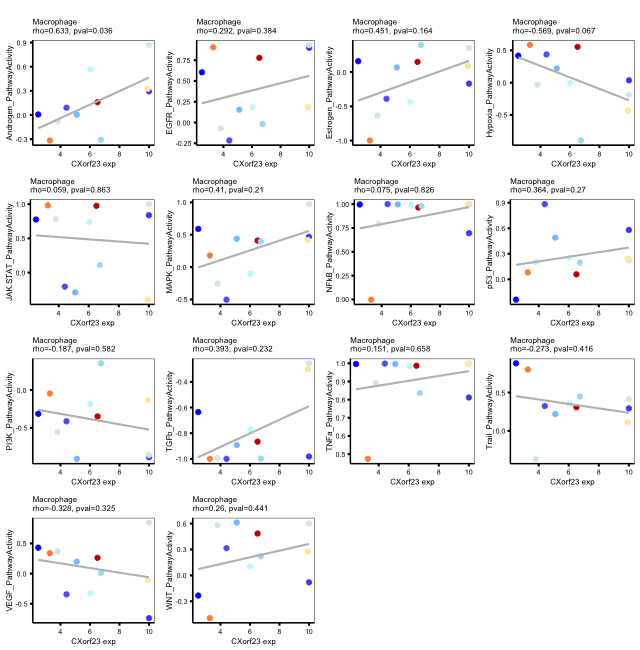 Macrophage
rho=0.633, pval=0.036
Androgen_PathwayActivity
0.9
0.6
0.3
0.0
-0.3
4
6
8
10
CXorf23 exp
Macrophage
rho=0.292, pval=0.384
EGFR_PathwayActivity
0.75
0.50
0.25
0.00
-0.25
4
6
8
10
CXorf23 exp
Macrophage
rho=0.451, pval=0.164
Estrogen_PathwayActivity
0.0
-0.5
-1.0
4
6
8
10
CXorf23 exp
Macrophage
rho=-0.569, pval=0.067
Hypoxia_PathwayActivity
0.5
0.0
-0.5
4
6
8
10
CXorf23 exp
Macrophage
rho=0.059, pval=0.863
JAK.STAT_PathwayActivity
1.0
0.5
0.0
4
6
8
10
CXorf23 exp
Macrophage
rho=0.41, pval=0.21
MAPK_PathwayActivity
1.0
0.5
0.0
-0.5
4
6
8
10
CXorf23 exp
Macrophage
rho=0.075, pval=0.826
NFkB_PathwayActivity
1.00
0.75
0.50
0.25
0.00
4
6
8
10
CXorf23 exp
Macrophage
rho=0.364, pval=0.27
p53_PathwayActivity
0.9
0.6
0.3
0.0
4
6
8
10
CXorf23 exp
Macrophage
rho=-0.187, pval=0.582
PI3K_PathwayActivity
0.0
-0.5
4
6
8
10
CXorf23 exp
Macrophage
rho=0.393, pval=0.232
TGFb_PathwayActivity
-0.4
-0.6
-0.8
-1.0
4
6
8
10
CXorf23 exp
Macrophage
rho=0.151, pval=0.658
TNFa_PathwayActivity
1.0
0.9
0.8
0.7
0.6
0.5
4
6
8
10
CXorf23 exp
Macrophage
rho=-0.273, pval=0.416
Trail_PathwayActivity
0.5
0.0
4
6
8
10
CXorf23 exp
Macrophage
rho=-0.328, pval=0.325
VEGF_PathwayActivity
0.5
0.0
-0.5
4
6
8
10
CXorf23 exp
Macrophage
rho=0.26, pval=0.441
WNT_PathwayActivity
0.6
0.3
0.0
-0.3
4
6
8
10
CXorf23 exp